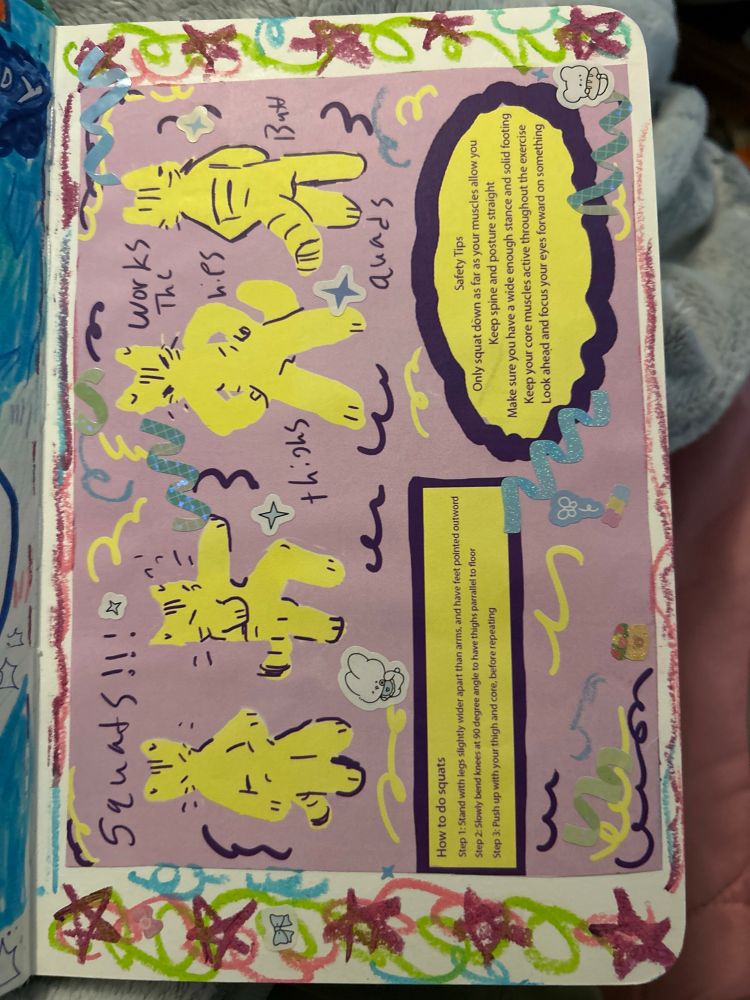 Squats!!!
Works
The
hips
Butt
thighs
quads
How to do squats
Step 1: Stand with legs slightly wider apart than arms, and have feet pointed outword
Step 2: Slowly bend knees at 90 degree angle to have thighs parrallel to floor
Step 3: Push up with your thigh and core, before repeating
Safety Tips
Only squat down as far as your muscles allow you
Keep spine and posture straight
Make sure you have a wide enough stance and solid footing
Keep your core muscles active throughout the exercise
Look ahead and focus your eyes forward on something